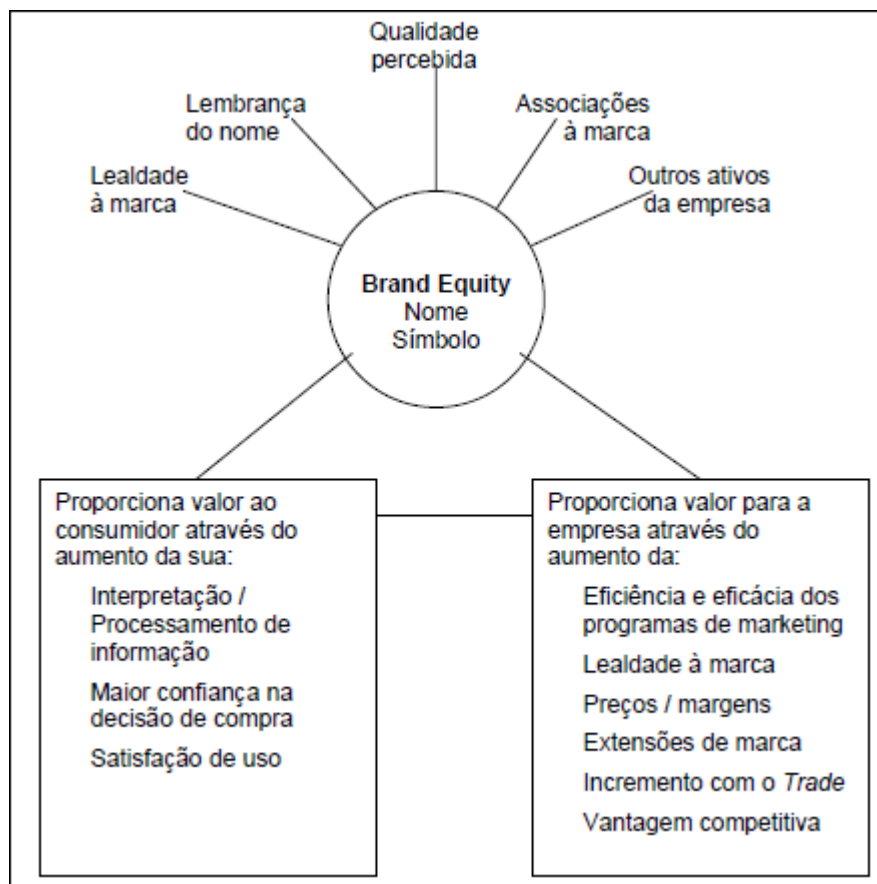 Qualidade
percebida
Lembrança
do nome
Associações
à marca
Lealdade
à marca
Outros ativos
da empresa
Brand Equity
Nome
Símbolo
Proporciona valor ao
consumidor através do
aumento da sua:
Interpretação /
Processamento de
informação
Maior confiança na
decisão de compra
Satisfação de uso
Proporciona valor para a
empresa através do
aumento da:
Eficiência e eficácia dos
programas de marketing
Lealdade à marca
Preços / margens
Extensões de marca
Incremento com o Trade
Vantagem competitiva